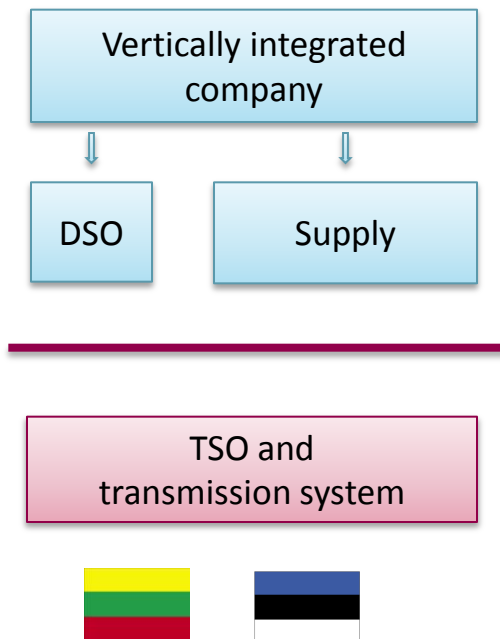 Vertically integrated
company
DSO
Supply
TSO and
transmission system